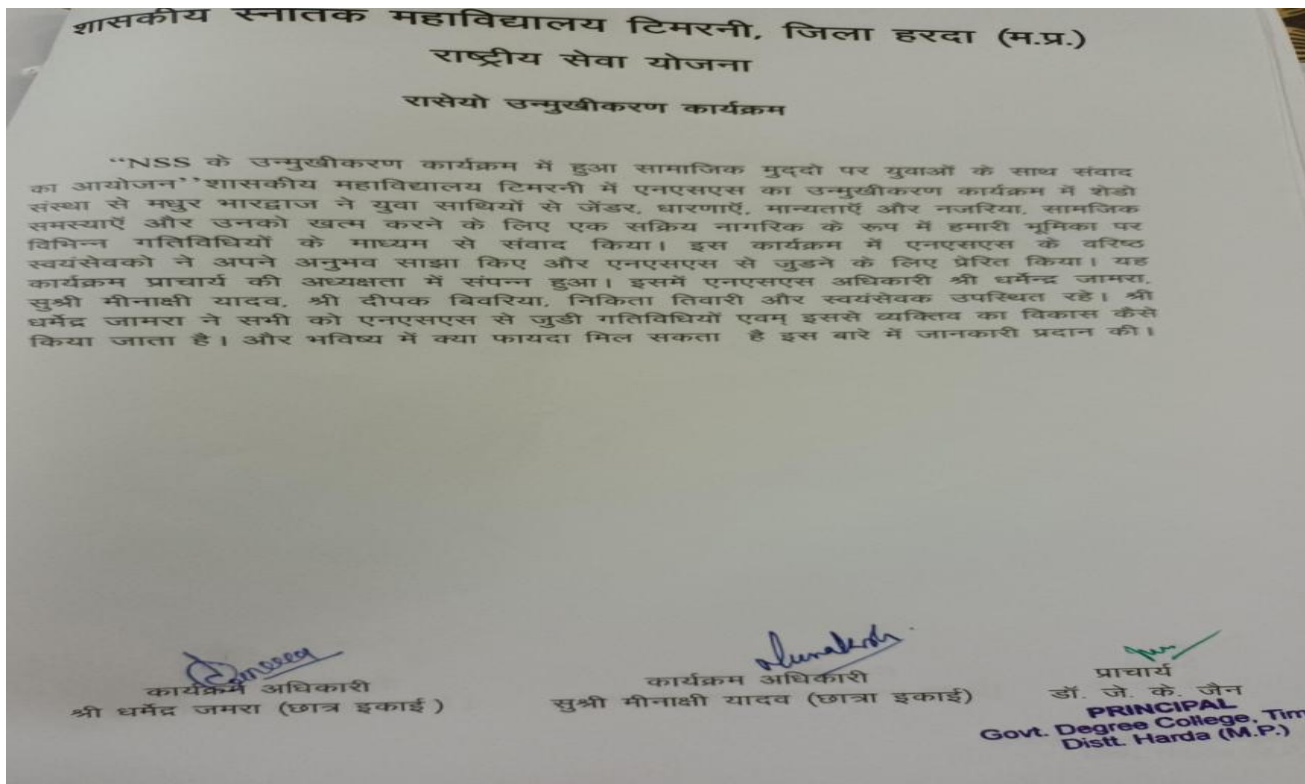 शासकीय स्नातक महाविद्यालय टिमरनी, जिला हरदा (म.प्र.)
राष्ट्रीय सेवा योजना
रासेयो उन्मुखीकरण कार्यक्रम
“NSS के उन्मुखीकरण कार्यक्रम में हुआ सामाजिक मुद्दो पर युवाओं के साथ संवाद
का आयोजन” शासकीय महाविद्यालय टिमरनी में एनएसएस का उन्मुखीकरण कार्यक्रम में शेडो
संस्था से मधुर भारद्वाज ने युवा साथियों से जेंडर, धारणाऍ, मान्यताऍ और नजरिया, सामजिक
समस्याऍ और उनको खत्म करने के लिए एक सक्रिय नागरिक के रूप में हमारी भूमिका पर
विभिन्न गतिविधियों के माध्यम से संवाद किया। इस कार्यक्रम में एनएसएस के वरिष्ठ
स्वयंसेवको ने अपने अनुभव साझा किए और एनएसएस से जुडने के लिए प्रेरित किया। यह
कार्यक्रम प्राचार्य की अध्यक्षता में संपन्न हुआ। इसमें एनएसएस अधिकारी श्री धर्मेन्द्र जामरा,
सुश्री मीनाक्षी यादव, श्री दीपक बिवरिया, निकिता तिवारी और स्वयंसेवक उपस्थित रहे। श्री
धर्मेद्र जामरा ने सभी को एनएसएस से जुडी गतिविधियों एवम् इससे व्यक्तिव का विकास कैसे
किया जाता है। और भविष्य में क्या फायदा मिल सकता है इस बारे में जानकारी प्रदान की।
कार्यक्रम अधिकारी
श्री धर्मेद्र जमरा (छात्र इकाई )
कार्यक्रम अधिकारी
सुश्री मीनाक्षी यादव (छात्रा इकाई)
प्राचार्य
डॉ. जे. के. जैन
PRINCIPAL
Govt. Degree College, Tim
Distt. Harda (M.P.)